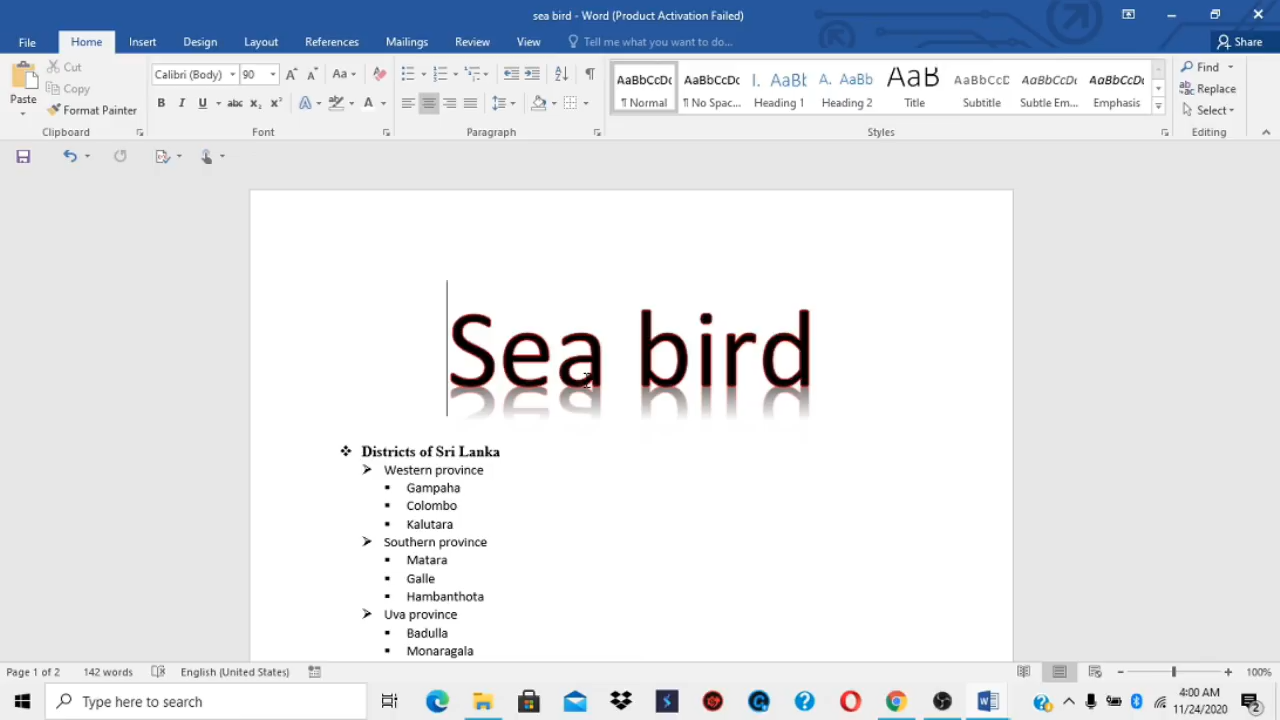 sea bird - Word (Product Activation Failed)
File Home Insert Design Layout References Mailings Review View Tell me what you want to do... Share
Paste
Cut
Copy
Format Painter
Clipboard
Calibri (Body) 90
Font
Paragraph
AaBbCcDc AaBbCcDc I. AaBb A. AaBb AaB AaBbCcD AaBbCcDc AaBbCcDc
¶ Normal ¶ No Spac... Heading 1 Heading 2 Title Subtitle Subtle Em... Emphasis
Styles
Find
Replace
Select
Editing
Sea bird
Districts of Sri Lanka
Western province
Gampaha
Colombo
Kalutara
Southern province
Matara
Galle
Hambanthota
Uva province
Badulla
Monaragala
Page 1 of 2 142 words English (United States) 100%
Type here to search
4:00 AM
11/24/2020
2